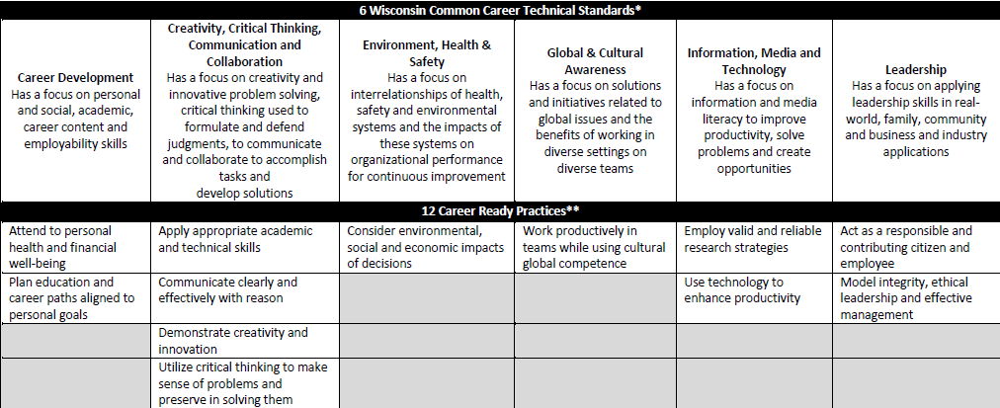 6 Wisconsin Common Career Technical Standards*
Career Development
Has a focus on personal
and social, academic,
career content and
employability skills
Creativity, Critical Thinking,
Communication and
Collaboration
Has a focus on creativity and
innovative problem solving,
critical thinking used to
formulate and defend
judgments, to communicate
and collaborate to accomplish
tasks and
develop solutions
Environment, Health &
Safety
Has a focus on
interrelationships of health,
safety and environmental
systems and the impacts of
these systems on
organizational performance
for continuous improvement
Global & Cultural
Awareness
Has a focus on solutions
and initiatives related to
global issues and the
benefits of working in
diverse settings on
diverse teams
Information, Media and
Technology
Has a focus on
information and media
literacy to improve
productivity, solve
problems and create
opportunities
Leadership
Has a focus on applying
leadership skills in real-
world, family, community
and business and industry
applications
12 Career Ready Practices**
Attend to personal
health and financial
well-being
Apply appropriate academic
and technical skills
Consider environmental,
social and economic impacts
of decisions
Work productively in
teams while using cultural
global competence
Employ valid and reliable
research strategies
Act as a responsible and
contributing citizen and
employee
Plan education and
career paths aligned to
personal goals
Communicate clearly and
effectively with reason
Use technology to
enhance productivity
Model integrity, ethical
leadership and effective
management
Demonstrate creativity and
innovation
Utilize critical thinking to make
sense of problems and
preserve in solving them